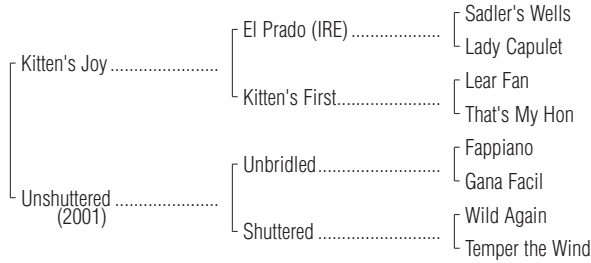 Sadler's Wells
El Prado (IRE) ....................
Lady Capulet
Kitten's Joy ........................
Lear Fan
Kitten's First.......................
That's My Hon
Fappiano
Unbridled...........................
Gana Facil
Unshuttered .......................
(2001)
Wild Again
Shuttered ...........................
Temper the Wind